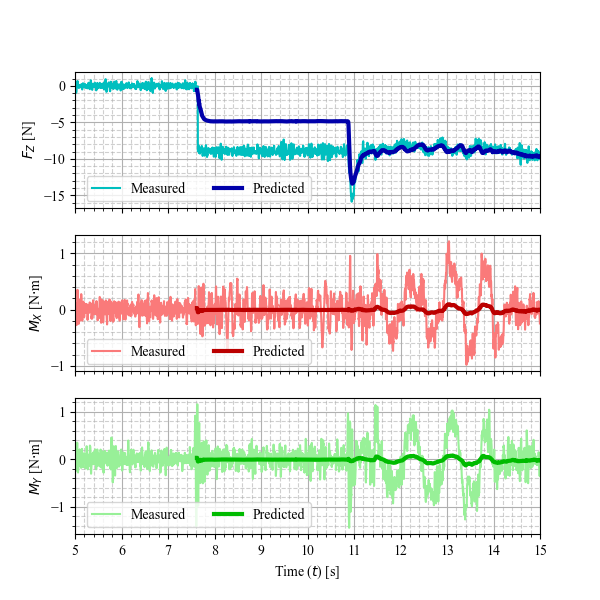 0
−5
−10
−15
F_Z [N]
Measured Predicted
1
0
−1
M_X [N·m]
Measured Predicted
1
0
−1
M_Y [N·m]
Measured Predicted
5 6 7 8 9 10 11 12 13 14 15
Time (t) [s]